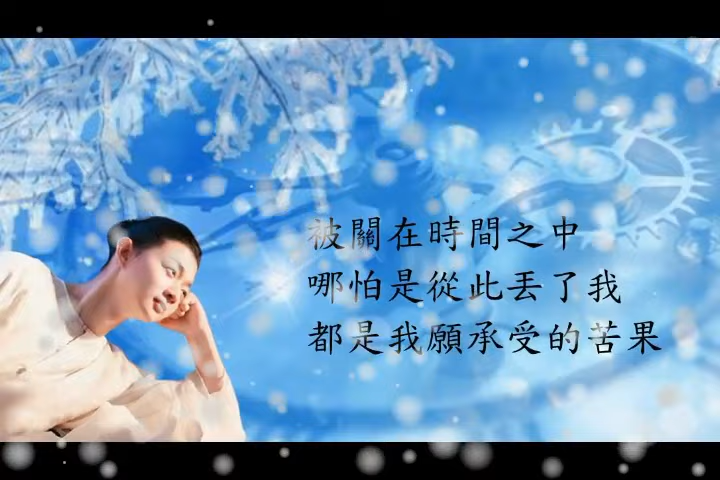 被關在時間之中
哪怕是從此丟了我
都是我願承受的苦果